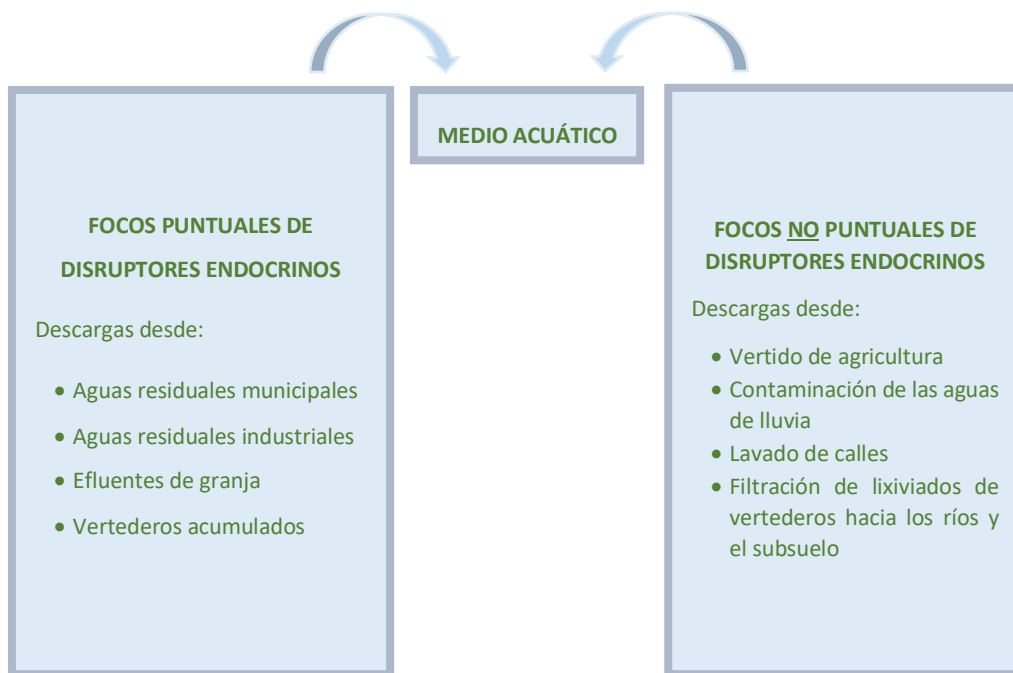 MEDIO ACUÁTICO
FOCOS PUNTUALES DE
DISRUPTORES ENDOCRINOS
Descargas desde:
• Aguas residuales municipales
• Aguas residuales industriales
• Efluentes de granja
• Vertederos acumulados
FOCOS NO PUNTUALES DE
DISRUPTORES ENDOCRINOS
Descargas desde:
• Vertido de agricultura
• Contaminación de las aguas
de lluvia
• Lavado de calles
• Filtración de lixiviados de
vertederos hacia los ríos y
el subsuelo